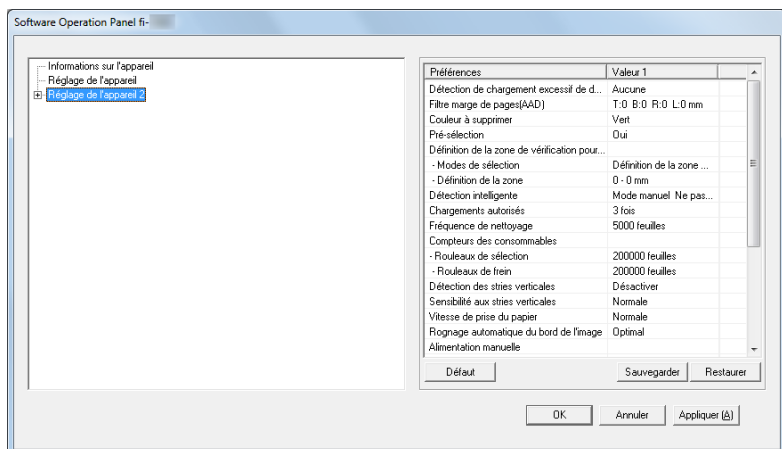 Software Operation Panel fi-
Informations sur l'appareil
Réglage de l'appareil
Réglage de l'appareil 2
Préférences Valeur 1
Détection de chargement excessif de d... Aucune
Filtre marge de pages(AAD) T:0 B:0 R:0 L:0 mm
Couleur à supprimer Vert
Pré-sélection Oui
Définition de la zone de vérification pour...
- Modes de sélection Définition de la zone ...
- Définition de la zone 0 - 0 mm
Détection intelligente Mode manuel Ne pas...
Chargements autorisés 3 fois
Fréquence de nettoyage 5000 feuilles
Compteurs des consommables
- Rouleaux de sélection 200000 feuilles
- Rouleaux de frein 200000 feuilles
Détection des stries verticales Désactiver
Sensibilité aux stries verticales Normale
Vitesse de prise du papier Normale
Rognage automatique du bord de l'image Optimal
Alimentation manuelle
Défaut Sauvegarder Restaurer
OK Annuler Appliquer (A)